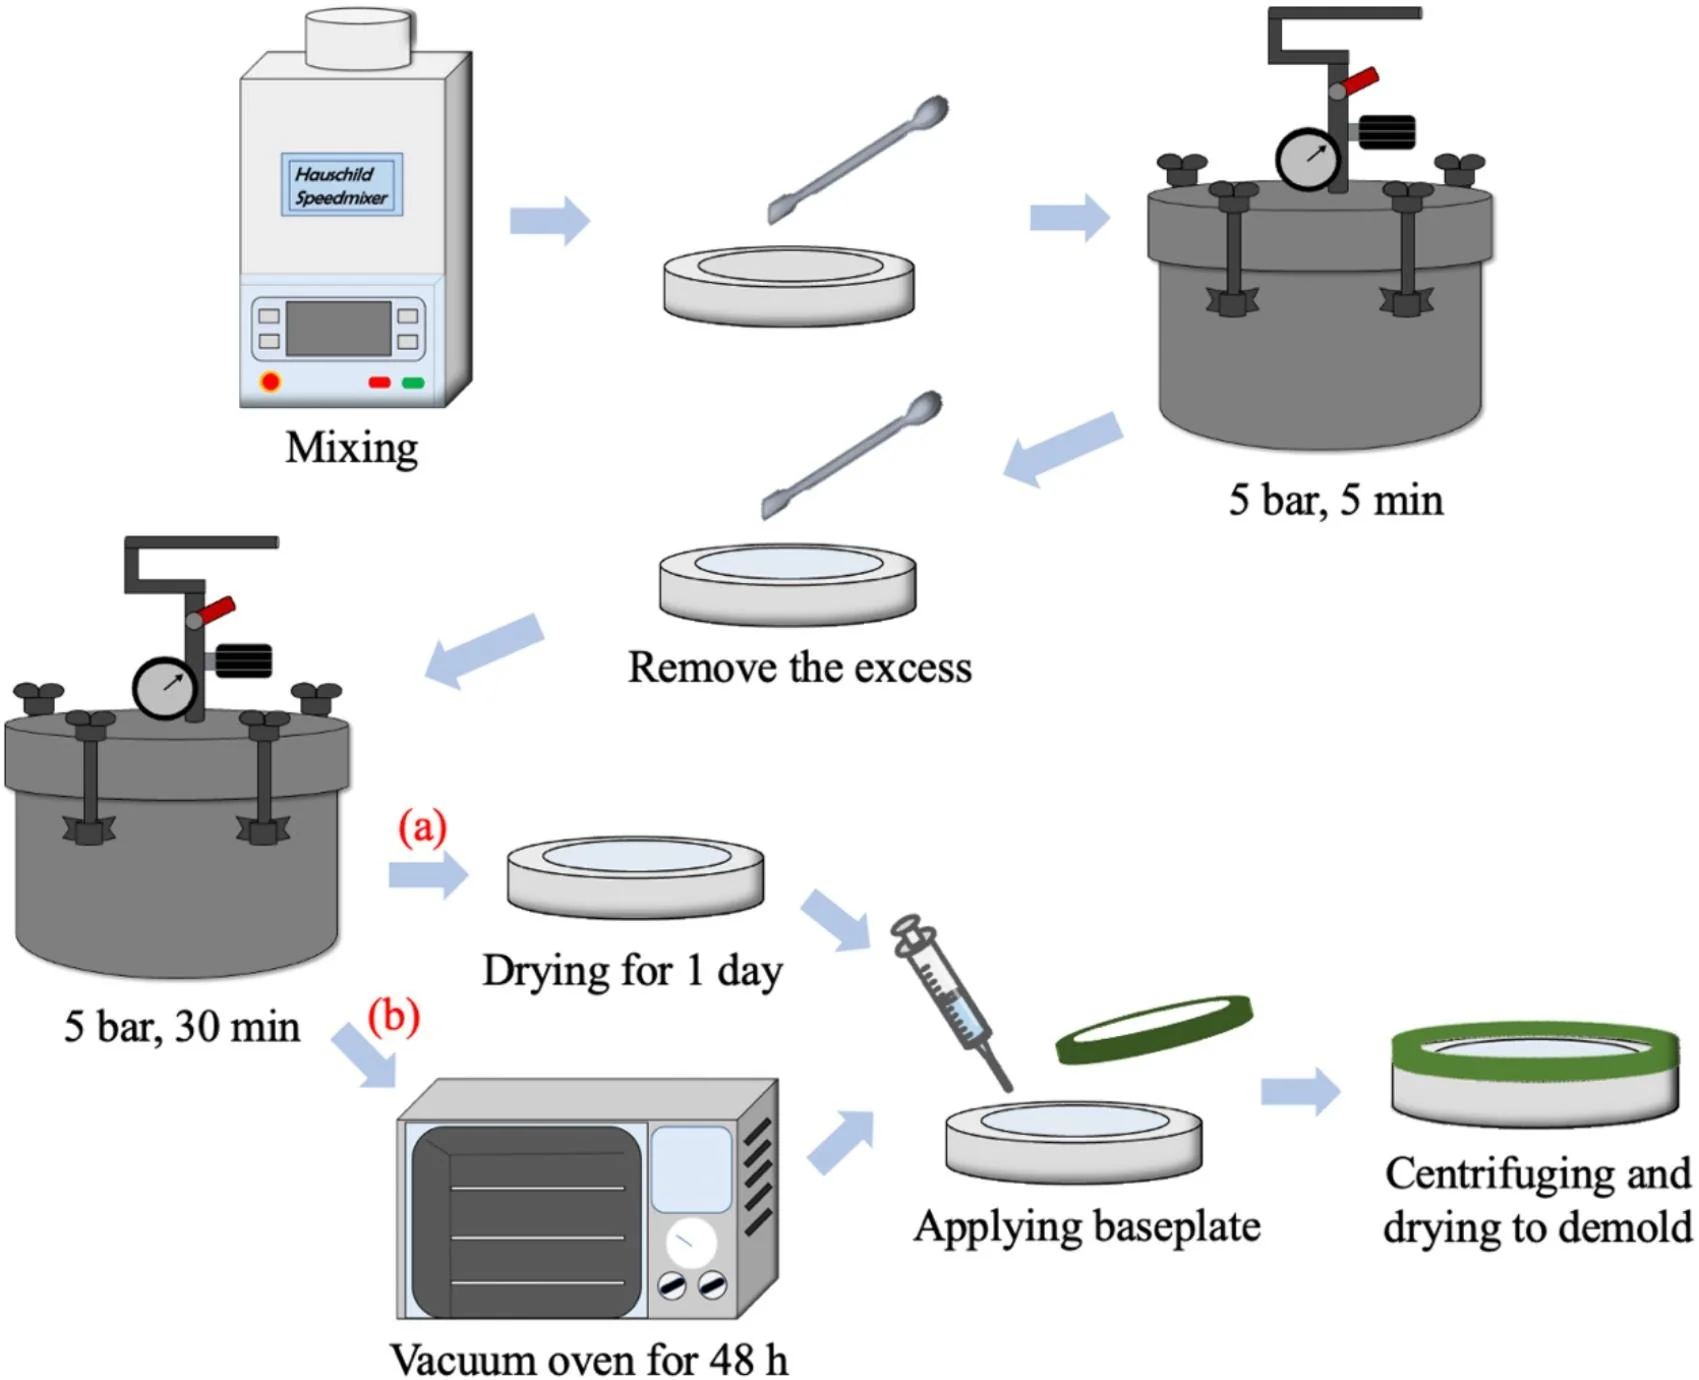 Hauschild
Speedmixer
Mixing
5 bar, 5 min
Remove the excess
5 bar, 30 min
(a)
Drying for 1 day
(b)
Vacuum oven for 48 h
Applying baseplate
Centrifuging and
drying to demold